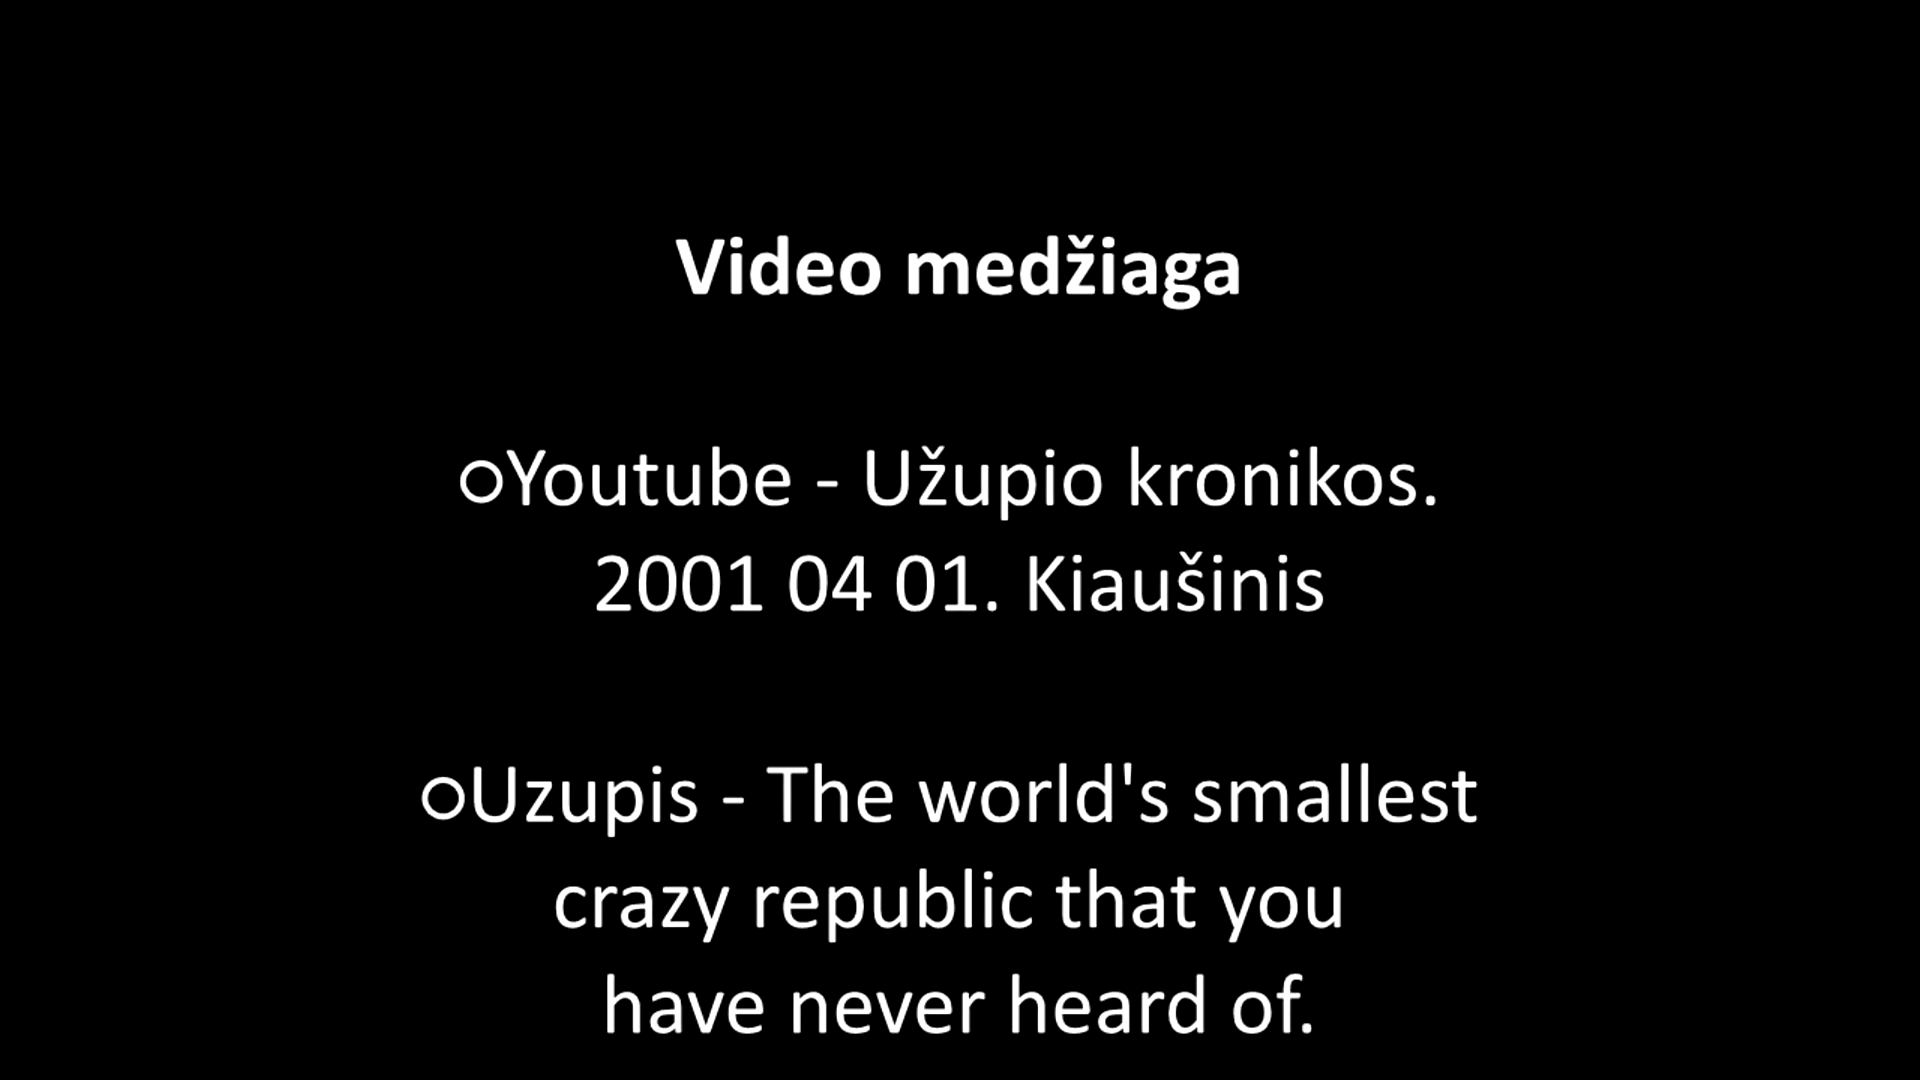 Video medžiaga
○Youtube - Užupio kronikos.
2001 04 01. Kiaušinis
○Uzupis - The world's smallest
crazy republic that you
have never heard of.